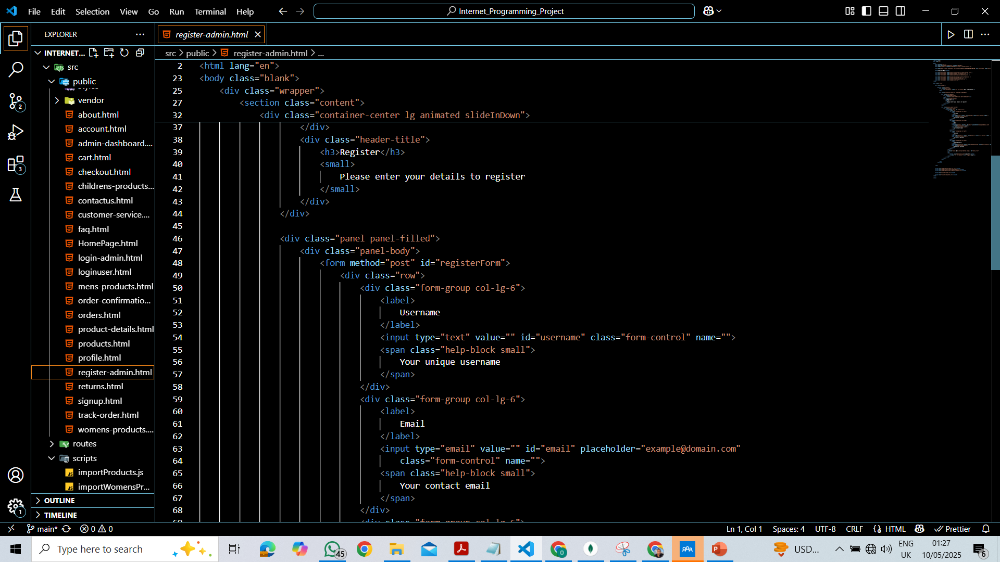 File Edit Selection View Go Run Terminal Help
Internet_Programming_Project
EXPLORER
INTERNET...
src
public
styles
vendor
about.html
account.html
admin-dashboard....
cart.html
checkout.html
childrens-products...
contactus.html
customer-service....
faq.html
HomePage.html
login-admin.html
loginuser.html
mens-products.html
order-confirmatio...
orders.html
product-details.html
products.html
profile.html
register-admin.html
returns.html
signup.html
track-order.html
womens-products....
routes
scripts
importProducts.js
importWomensPr...
OUTLINE
TIMELINE
2
3
1
register-admin.html
src > public > register-admin.html > ...
2 <html lang="en">
23 <body class="blank">
25 <div class="wrapper">
27 <section class="content">
32 <div class="container-center lg animated slideInDown">
37 </div>
38 <div class="header-title">
39 <h3>Register</h3>
40 <small>
41 Please enter your details to register
42 </small>
43 </div>
44 </div>
45
46 <div class="panel panel-filled">
47 <div class="panel-body">
48 <form method="post" id="registerForm">
49 <div class="row">
50 <div class="form-group col-lg-6">
51 <label>
52 Username
53 </label>
54 <input type="text" value="" id="username" class="form-control" name="">
55 <span class="help-block small">
56 Your unique username
57 </span>
58 </div>
59 <div class="form-group col-lg-6">
60 <label>
61 Email
62 </label>
63 <input type="email" value="" id="email" placeholder="example@domain.com"
64 class="form-control" name="">
65 <span class="help-block small">
66 Your contact email
67 </span>
68 </div>
69 <div class="form-group col-lg-6">
main* 0 0
Ln 1, Col 1 Spaces: 4 UTF-8 CRLF HTML Prettier
Type here to search
45
USD...
ENG
UK
01:27
10/05/2025
6